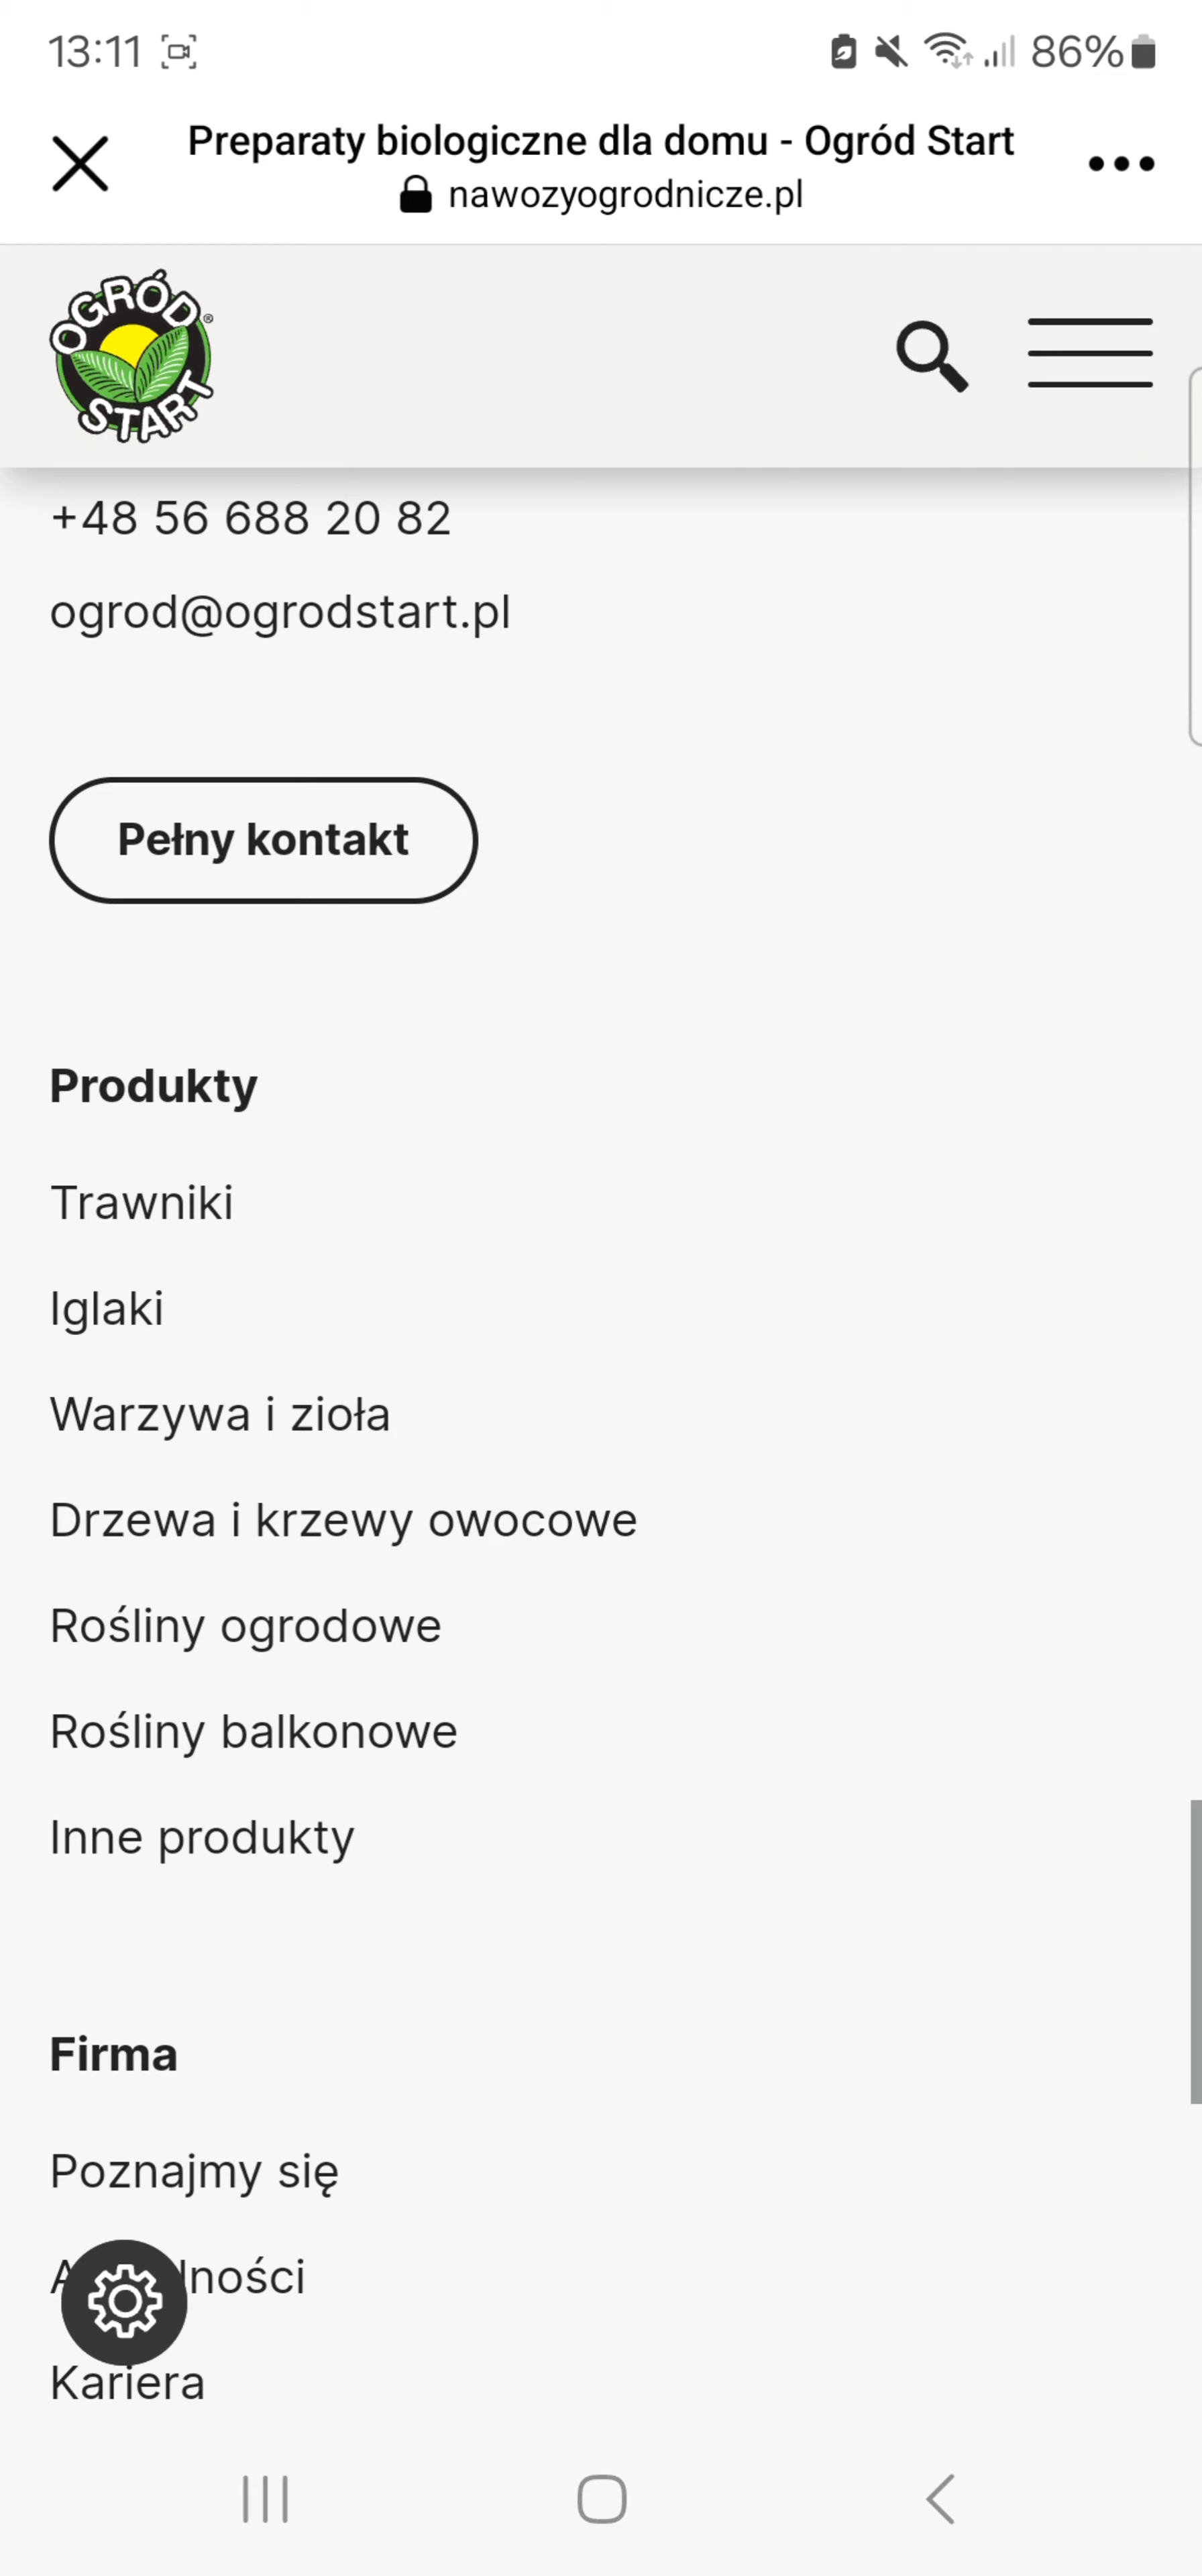 13:11
86%
Preparaty biologiczne dla domu - Ogród Start
nawozyogrodnicze.pl
OGRÓD
START
+48 56 688 20 82
ogrod@ogrodstart.pl
Pełny kontakt
Produkty
Trawniki
Iglaki
Warzywa i zioła
Drzewa i krzewy owocowe
Rośliny ogrodowe
Rośliny balkonowe
Inne produkty
Firma
Poznajmy się
Kariera